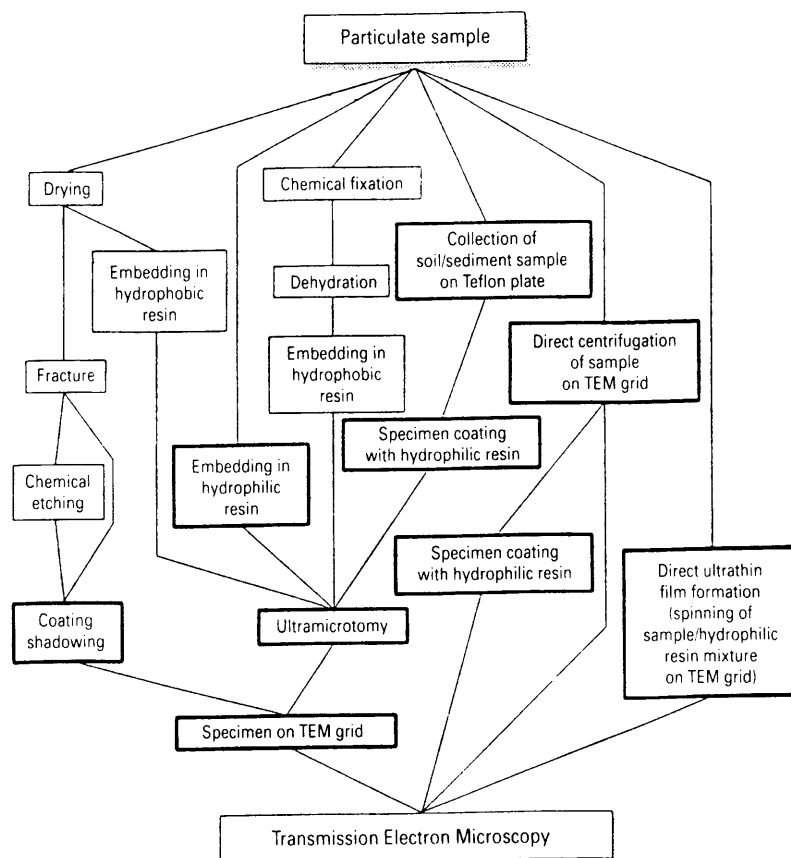 Particulate sample
Drying
Chemical fixation
Collection of
soil/sediment sample
on Teflon plate
Embedding in
hydrophobic
resin
Dehydration
Direct centrifugation
of sample
on TEM grid
Embedding in
hydrophobic
resin
Fracture
Specimen coating
with hydrophilic resin
Embedding in
hydrophilic
resin
Chemical
etching
Specimen coating
with hydrophilic resin
Direct ultrathin
film formation
(spinning of
sample/hydrophilic
resin mixture
on TEM grid)
Coating
shadowing
Ultramicrotomy
Specimen on TEM grid
Transmission Electron Microscopy